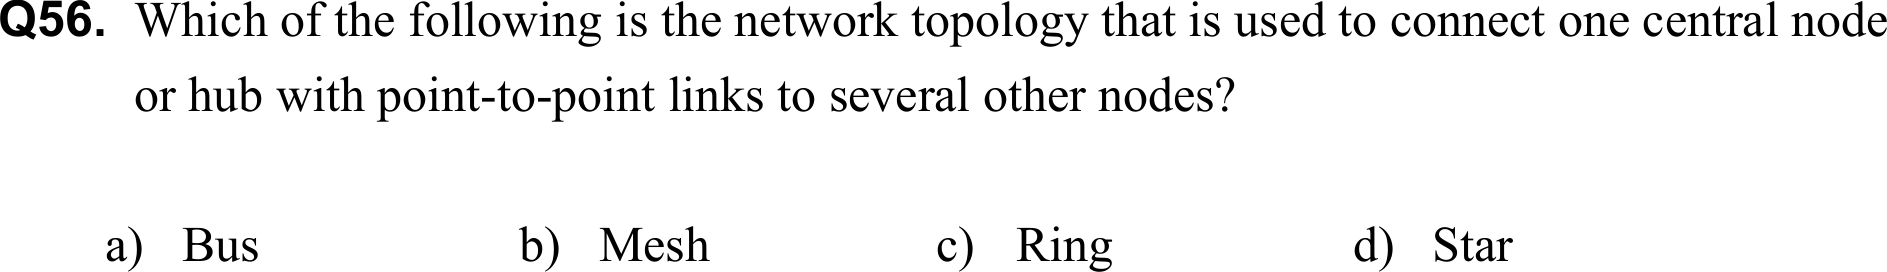 Q56. Which of the following is the network topology that is used to connect one central node
or hub with point-to-point links to several other nodes?
a) Bus b) Mesh c) Ring d) Star